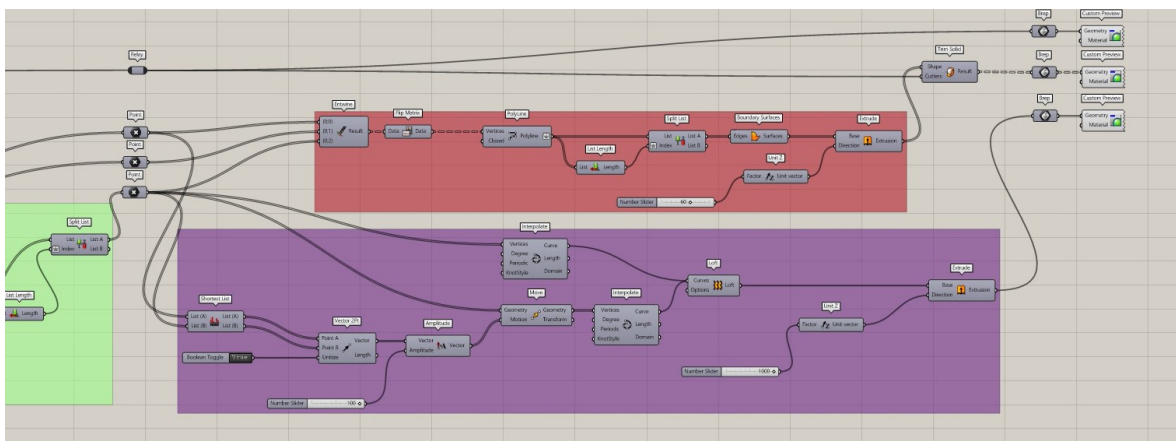 Relay
Brep
Custom Preview
Geometry
Material
Trim Solid
Shape
Cutters
Result
Brep
Custom Preview
Geometry
Material
Brep
Custom Preview
Geometry
Material
Point
Point
Point
Entwine
{0;0}
{0;1}
{0;2}
Result
Flip Matrix
Data
Data
PolyLine
Vertices
Closed
Polyline
List Length
List
Length
Split List
List
Index
List A
List B
Boundary Surfaces
Edges
Surfaces
Unit Z
Factor
Unit vector
Number Slider
60
Extrude
Base
Direction
Extrusion
Split List
List
Index
List A
List B
List Length
Length
Interpolate
Vertices
Degree
Periodic
KnotStyle
Curve
Length
Domain
Shortest List
List (A)
List (B)
List (A)
List (B)
Boolean Toggle
True
Vector 2Pt
Point A
Point B
Unitize
Vector
Length
Number Slider
100
Amplitude
Vector
Amplitude
Vector
Move
Geometry
Motion
Geometry
Transform
Interpolate
Vertices
Degree
Periodic
KnotStyle
Curve
Length
Domain
Loft
Curves
Options
Loft
Number Slider
1000
Unit Z
Factor
Unit vector
Extrude
Base
Direction
Extrusion